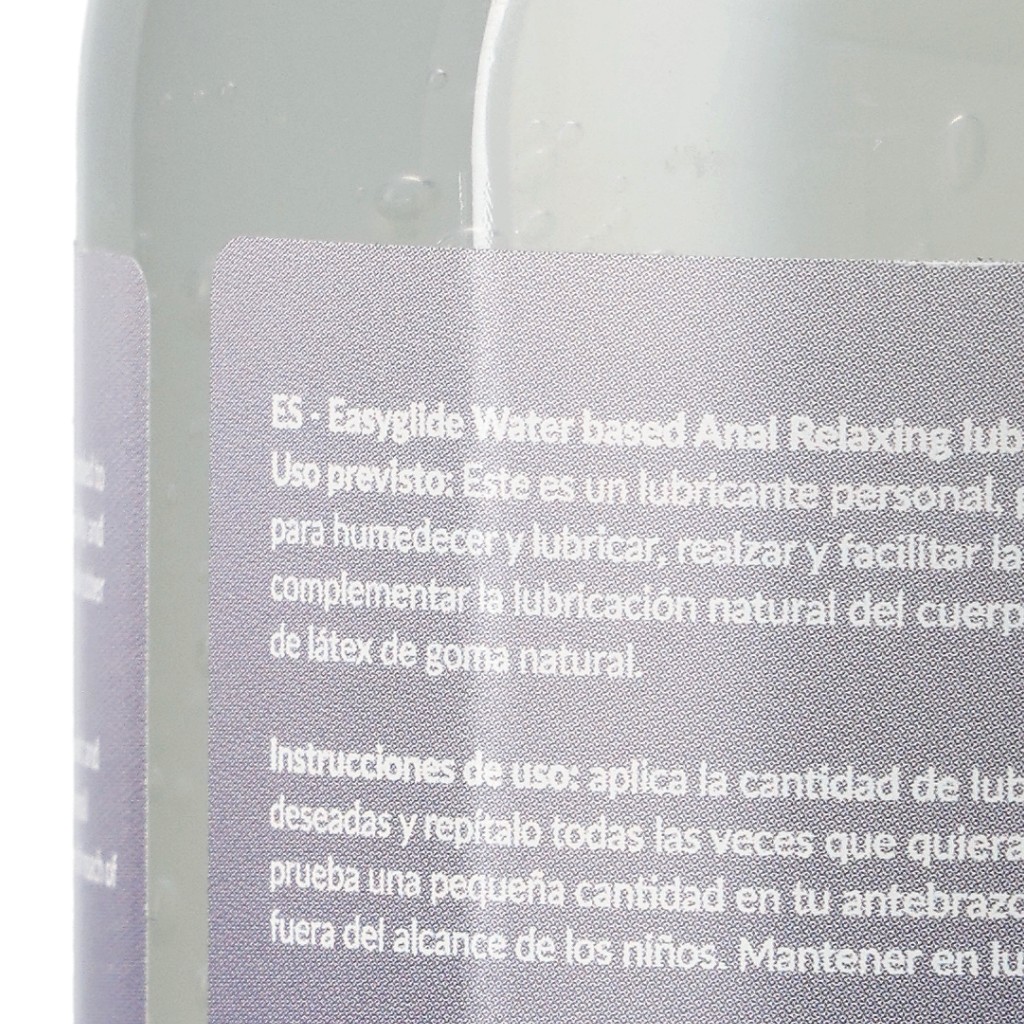 ES - Easyglide Water based Anal Relaxing lub
Uso previsto: Este es un lubricante personal, p
para humedecer y lubricar, realzar y facilitar la
complementar la lubricación natural del cuerp
de látex de goma natural.
Instrucciones de uso: aplica la cantidad de lub
deseadas y repítalo todas las veces que quiera
prueba una pequeña cantidad en tu antebrazo
fuera del alcance de los niños. Mantener en lu